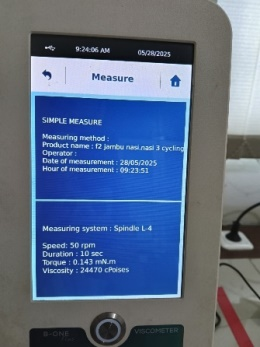 9:24:06 AM 05/28/2025
Measure
SIMPLE MEASURE
Measuring method :
Product name : f2 jambu nasi.nasi 3 cycling
Operator :
Date of measurement : 28/05/2025
Hour of measurement : 09:23:51
Measuring system : Spindle L-4
Speed: 50 rpm
Duration : 10 sec
Torque : 0.143 mN.m
Viscosity : 24470 cPoises
B-ONE VISCOMETER